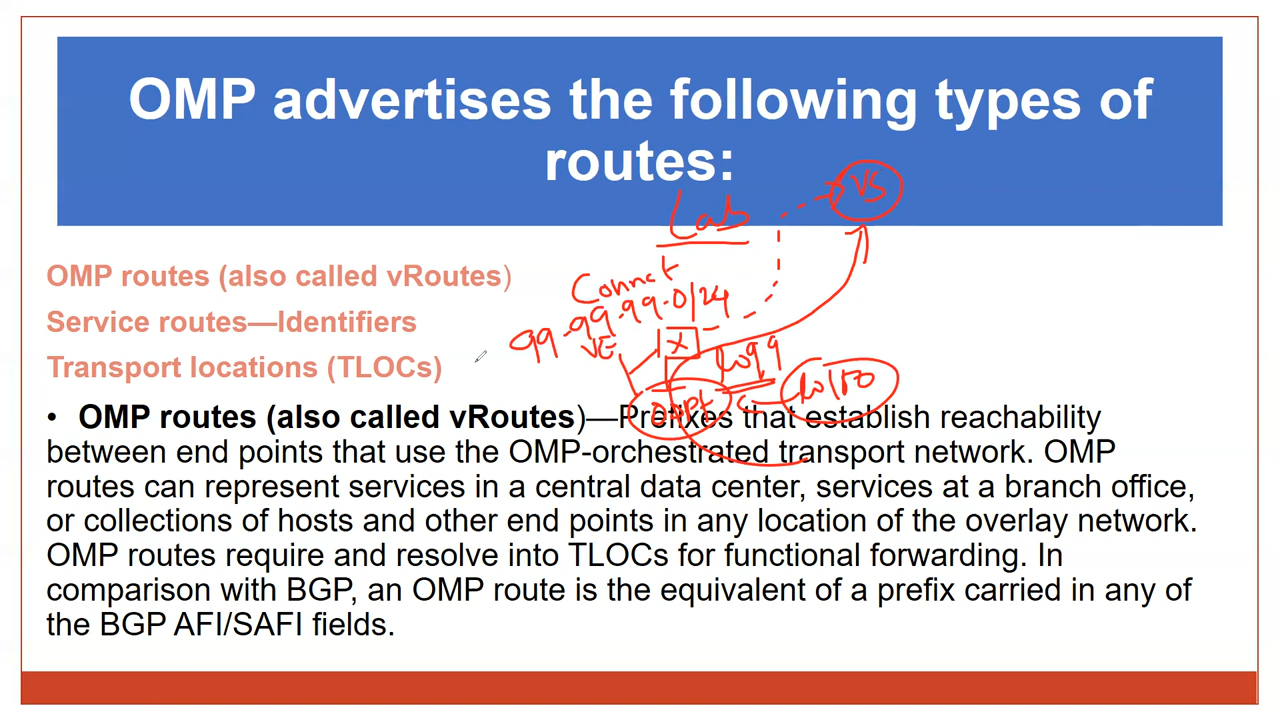 OMP advertises the following types of
routes:
VS
Lab
OMP routes (also called vRoutes)
Connct
99.99.99.0/24
Service routes—Identifiers
VE
X
Lo99
Transport locations (TLOCs)
• OMP routes (also called vRoutes)—Prefixes that establish reachability
between end points that use the OMP-orchestrated transport network. OMP
routes can represent services in a central data center, services at a branch office,
or collections of hosts and other end points in any location of the overlay network.
OMP routes require and resolve into TLOCs for functional forwarding. In
comparison with BGP, an OMP route is the equivalent of a prefix carried in any of
the BGP AFI/SAFI fields.